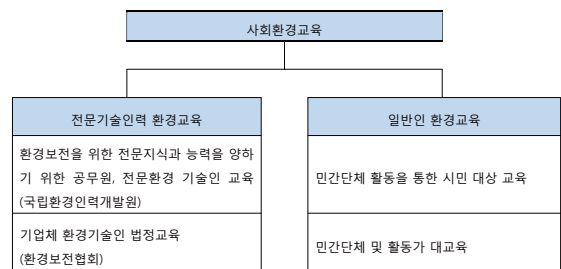 사회환경교육
전문기술인력 환경교육
환경보전을 위한 전문지식과 능력을 양하
기 위한 공무원, 전문환경 기술인 교육
(국립환경인력개발원)
기업체 환경기술인 법정교육
(환경보전협회)
일반인 환경교육
민간단체 활동을 통한 시민 대상 교육
민간단체 및 활동가 대교육